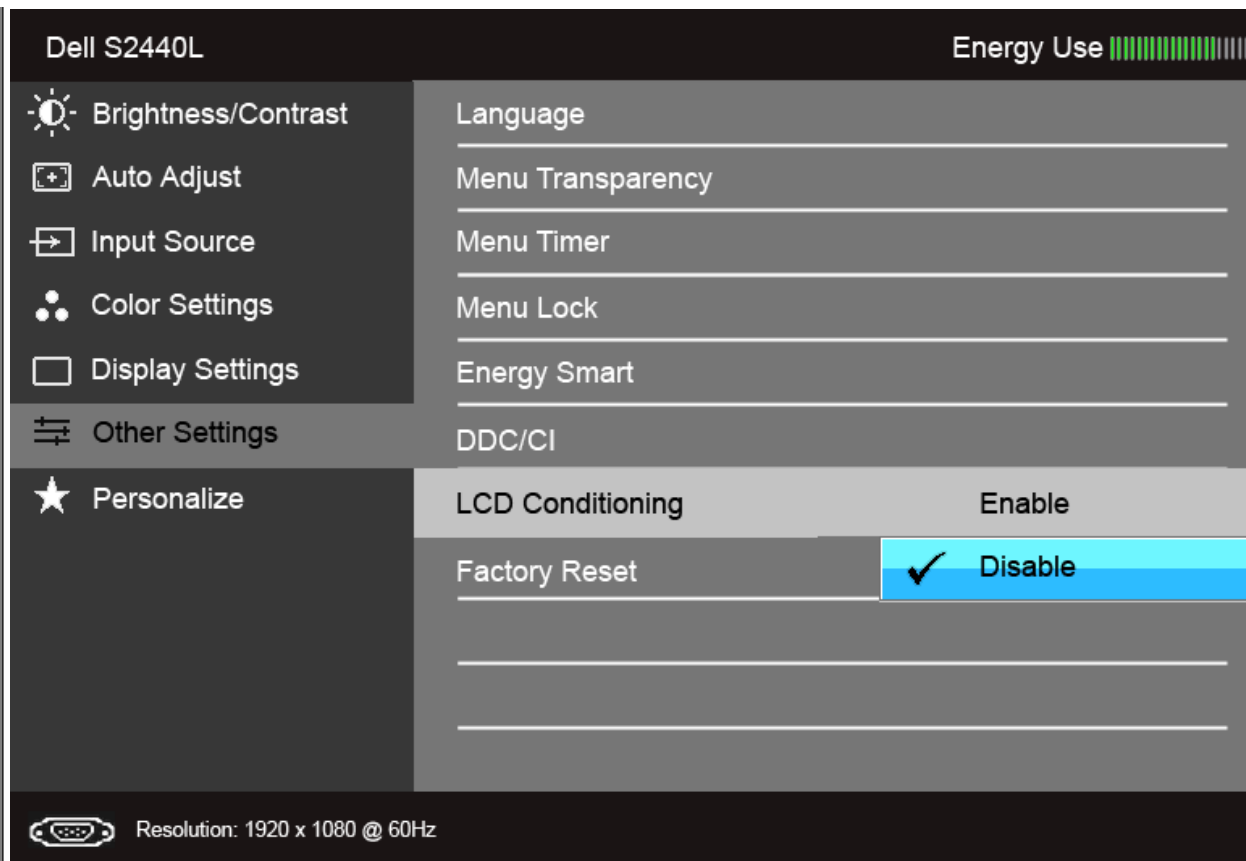 Dell S2440L Energy Use
Brightness/Contrast Language
Auto Adjust Menu Transparency
Input Source Menu Timer
Color Settings Menu Lock
Display Settings Energy Smart
Other Settings DDC/CI
Personalize LCD Conditioning Enable
Factory Reset Disable
Resolution: 1920 x 1080 @ 60Hz